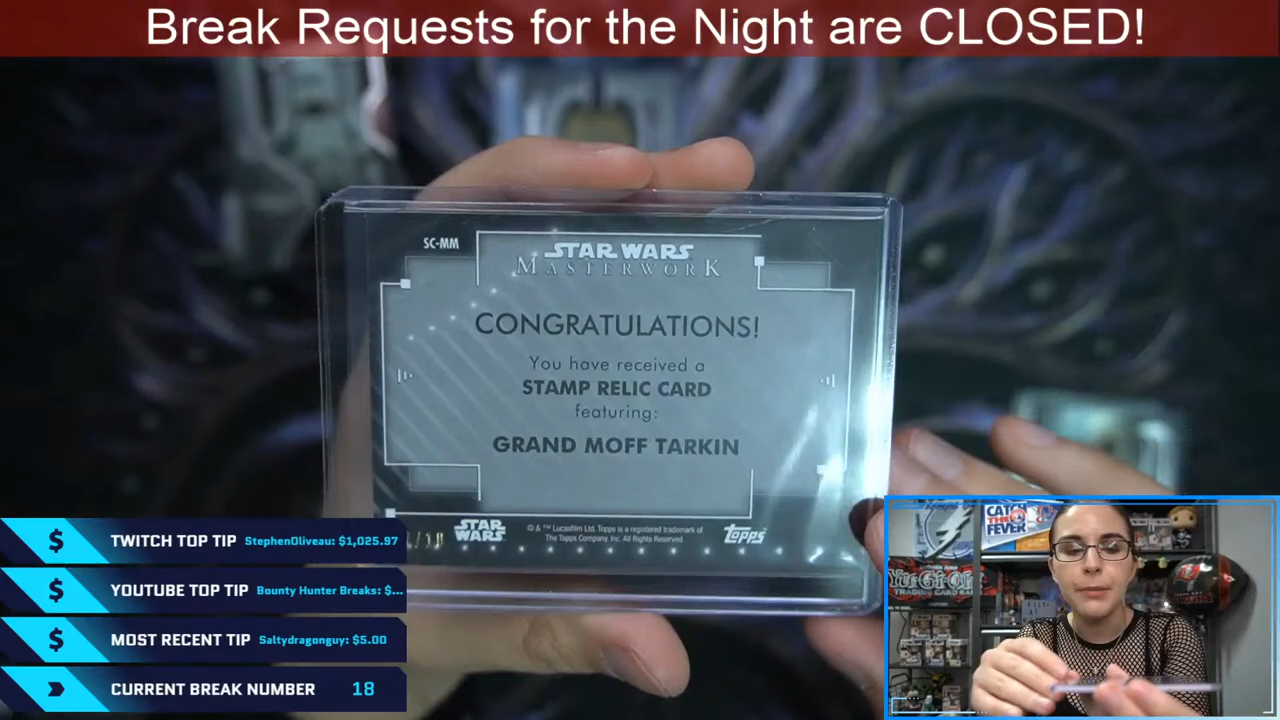 Break Requests for the Night are CLOSED!
SC-MM
STAR WARS
MASTERWORK
CONGRATULATIONS!
You have received a
STAMP RELIC CARD
featuring:
GRAND MOFF TARKIN
STAR WARS
© & ™ Lucasfilm Ltd. Topps is a registered trademark of
The Topps Company, Inc. All Rights Reserved.
Topps
$ TWITCH TOP TIP StephenOliveau: $1,025.97
$ YOUTUBE TOP TIP Bounty Hunter Breaks: $...
$ MOST RECENT TIP Saltydragonguy: $5.00
CURRENT BREAK NUMBER 18
CATCH THE FEVER
Yu-Gi-Oh!
TRADING CARD GAME